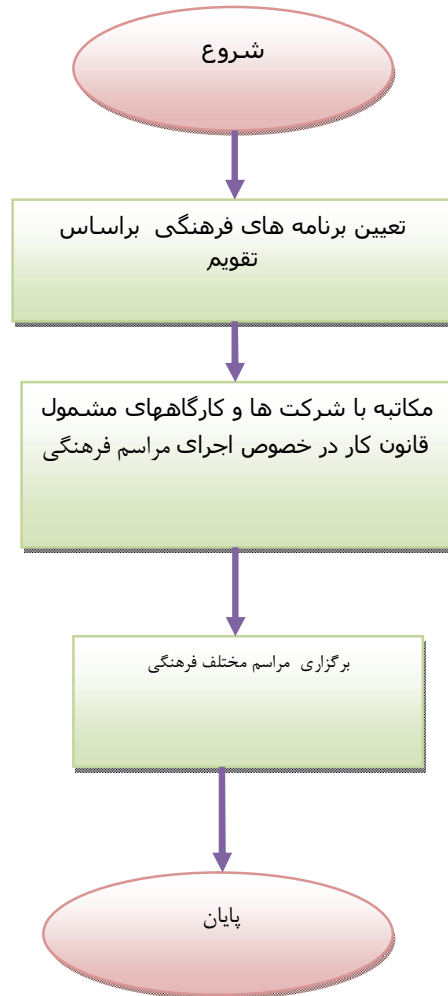 شروع
تعیین برنامه های فرهنگی  براساس
تقویم
مکاتبه با شرکت ها و کارگاههای مشمول
قانون کار در خصوص اجرای مراسم فرهنگی
برگزاری  مراسم مختلف فرهنگی
پایان